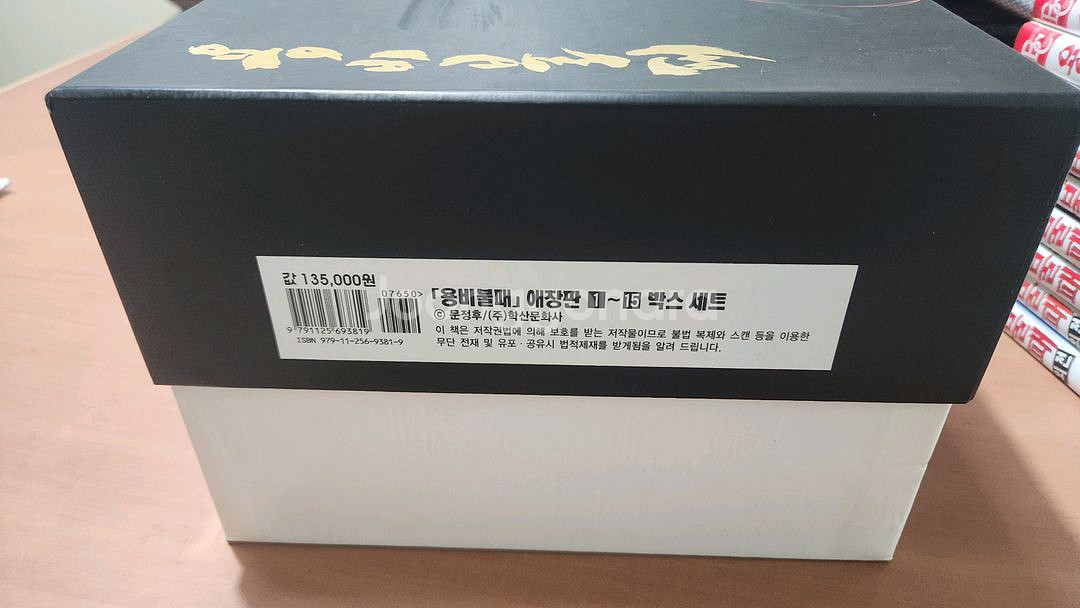 용비불패
값 135,000원
07650>
9 791125 693819
ISBN 979-11-256-9381-9
「용비불패」 애장판 1~15 박스 세트
ⓒ 문정후/(주)학산문화사
이 책은 저작권법에 의해 보호를 받는 저작물이므로 불법 복제와 스캔 등을 이용한
무단 전재 및 유포·공유시 법적제재를 받게됨을 알려 드립니다.